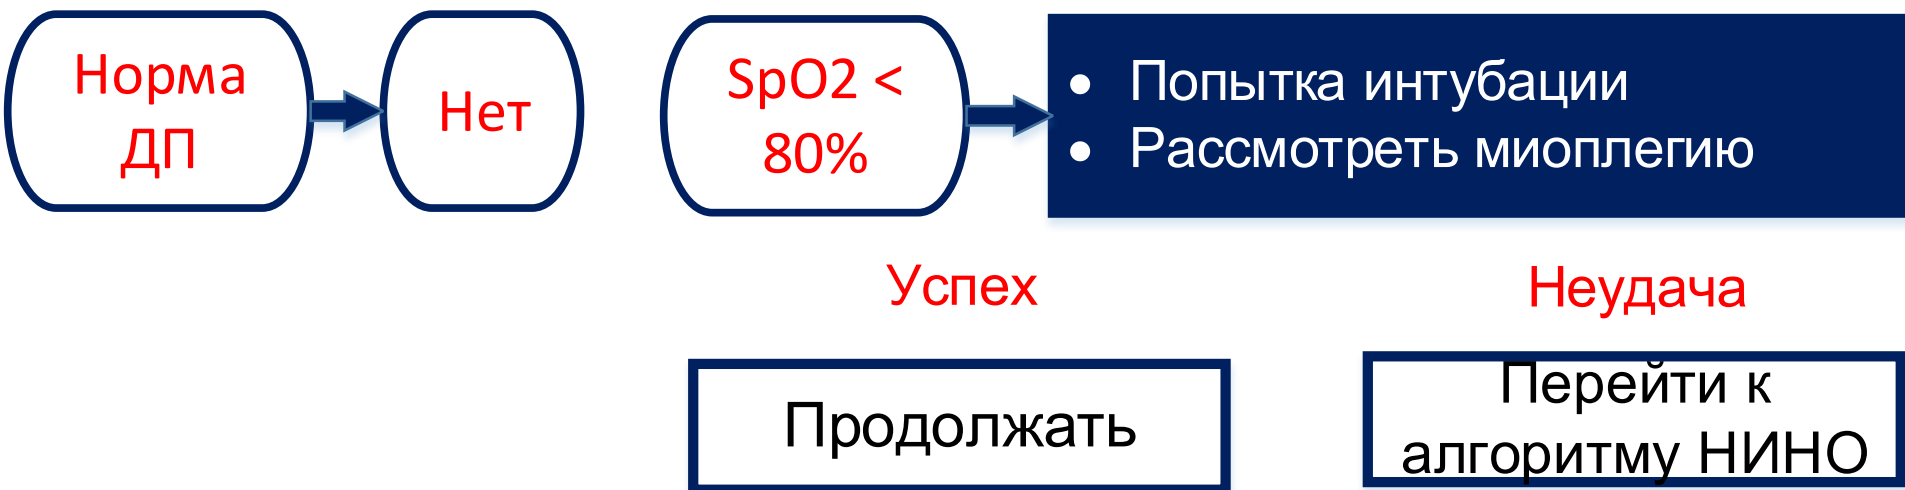 Норма
ДП
Нет
SpO2 <
80%
• Попытка интубации
• Рассмотреть миоплегию
Успех
Неудача
Продолжать
Перейти к
алгоритму НИНО